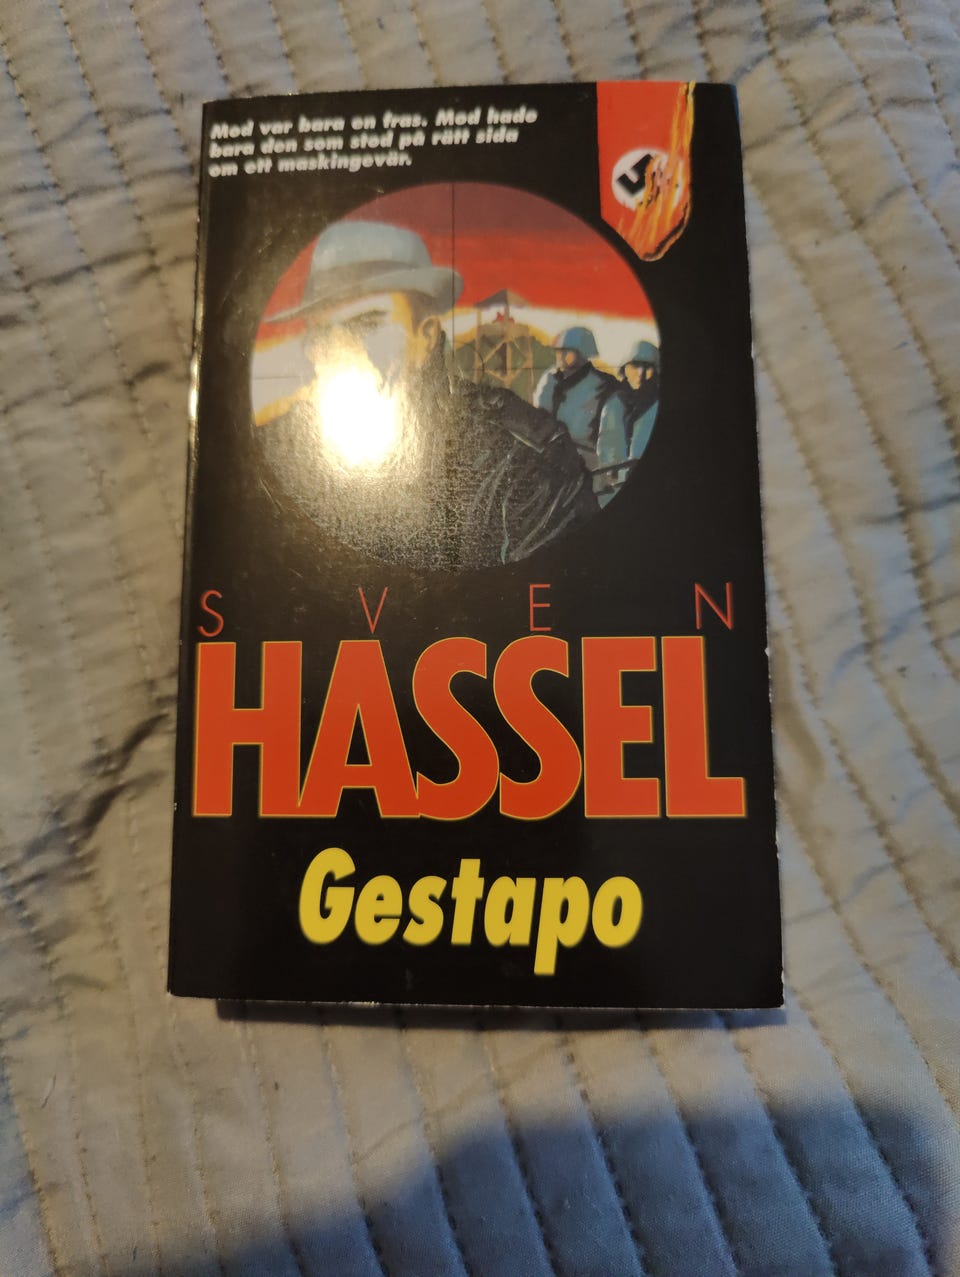 Mod var bara en fras. Mod hade
bara den som stod på rätt sida
om ett maskingevär.
SVEN
HASSEL
Gestapo